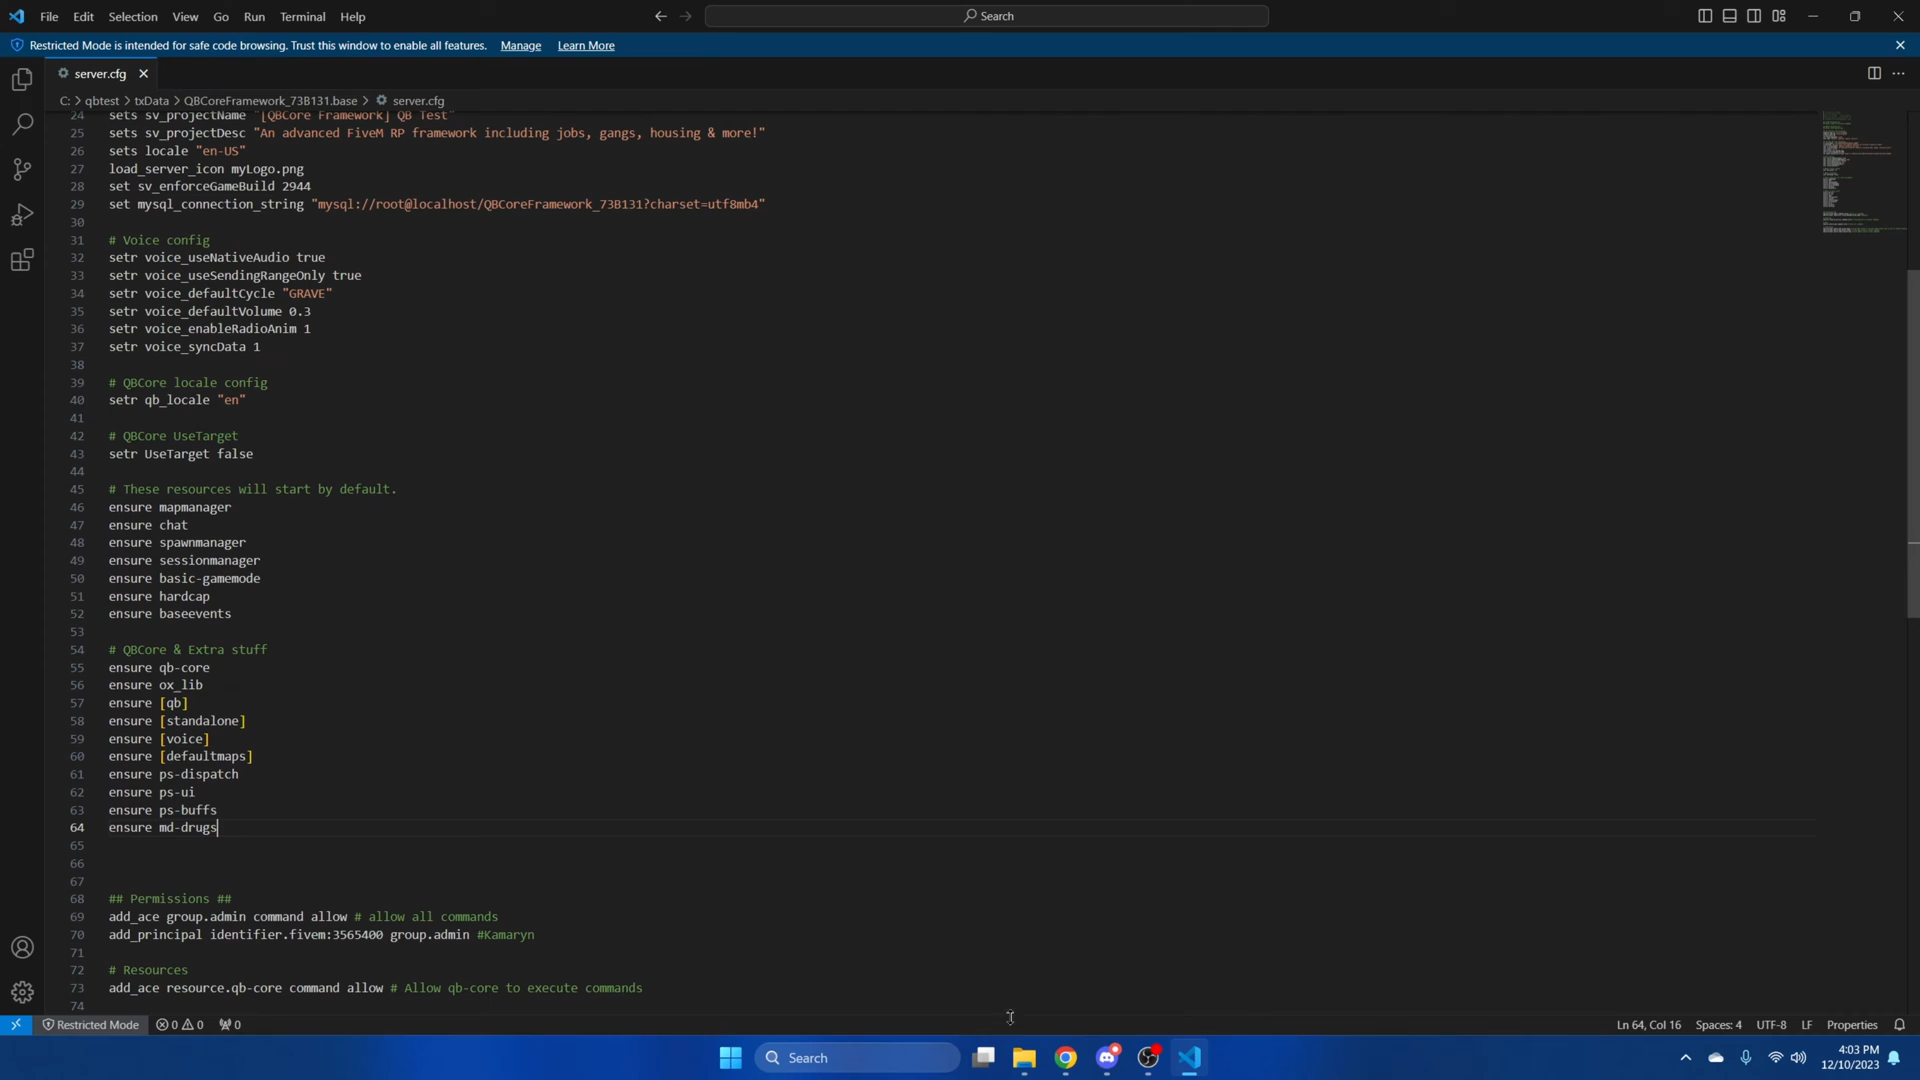 File Edit Selection View Go Run Terminal Help
Search
Restricted Mode is intended for safe code browsing. Trust this window to enable all features. Manage Learn More
server.cfg
C: > qbtest > txData > QBCoreFramework_73B131.base > server.cfg
24 sets sv_projectName "[QBCore Framework] QB Test"
25 sets sv_projectDesc "An advanced FiveM RP framework including jobs, gangs, housing & more!"
26 sets locale "en-US"
27 load_server_icon myLogo.png
28 set sv_enforceGameBuild 2944
29 set mysql_connection_string "mysql://root@localhost/QBCoreFramework_73B131?charset=utf8mb4"
30
31 # Voice config
32 setr voice_useNativeAudio true
33 setr voice_useSendingRangeOnly true
34 setr voice_defaultCycle "GRAVE"
35 setr voice_defaultVolume 0.3
36 setr voice_enableRadioAnim 1
37 setr voice_syncData 1
38
39 # QBCore locale config
40 setr qb_locale "en"
41
42 # QBCore UseTarget
43 setr UseTarget false
44
45 # These resources will start by default.
46 ensure mapmanager
47 ensure chat
48 ensure spawnmanager
49 ensure sessionmanager
50 ensure basic-gamemode
51 ensure hardcap
52 ensure baseevents
53
54 # QBCore & Extra stuff
55 ensure qb-core
56 ensure ox_lib
57 ensure [qb]
58 ensure [standalone]
59 ensure [voice]
60 ensure [defaultmaps]
61 ensure ps-dispatch
62 ensure ps-ui
63 ensure ps-buffs
64 ensure md-drugs
65
66
67
68 ## Permissions ##
69 add_ace group.admin command allow # allow all commands
70 add_principal identifier.fivem:3565400 group.admin #Kamaryn
71
72 # Resources
73 add_ace resource.qb-core command allow # Allow qb-core to execute commands
74
Restricted Mode 0 0 0 Ln 64, Col 16 Spaces: 4 UTF-8 LF Properties
Search
4:03 PM
12/10/2023